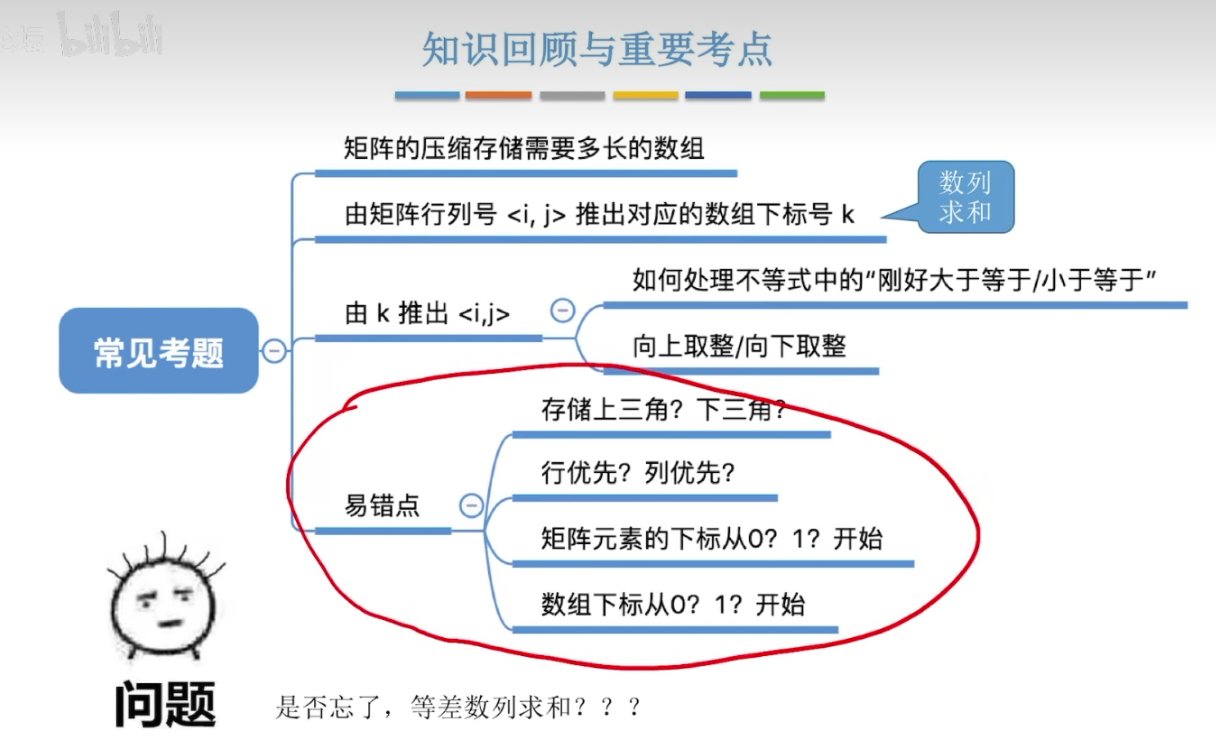 bilibili
知识回顾与重要考点
矩阵的压缩存储需要多长的数组
由矩阵行列号 <i, j> 推出对应的数组下标号 k
数列
求和
如何处理不等式中的“刚好大于等于/小于等于”
由 k 推出 <i,j>
向上取整/向下取整
常见考题
存储上三角？下三角？
行优先？列优先？
易错点
矩阵元素的下标从0？1？开始
数组下标从0？1？开始
问题
是否忘了，等差数列求和？？？